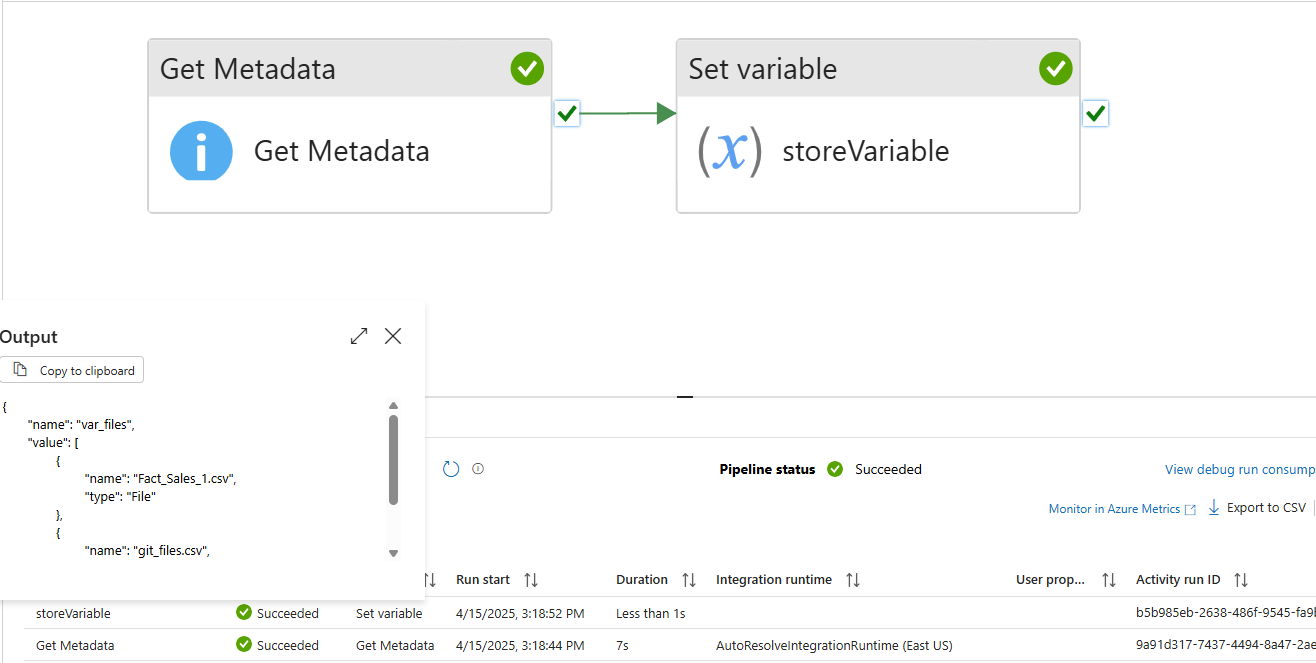 Get Metadata
Get Metadata
Set variable
(x) storeVariable
Output
Copy to clipboard
{
"name": "var_files",
"value": [
{
"name": "Fact_Sales_1.csv",
"type": "File"
},
{
"name": "git_files.csv",
Pipeline status Succeeded
View debug run consump
Monitor in Azure Metrics Export to CSV
Run start Duration Integration runtime User prop... Activity run ID
storeVariable Succeeded Set variable 4/15/2025, 3:18:52 PM Less than 1s b5b985eb-2638-486f-9545-fa9
Get Metadata Succeeded Get Metadata 4/15/2025, 3:18:44 PM 7s AutoResolveIntegrationRuntime (East US) 9a91d317-7437-4494-8a47-2ae